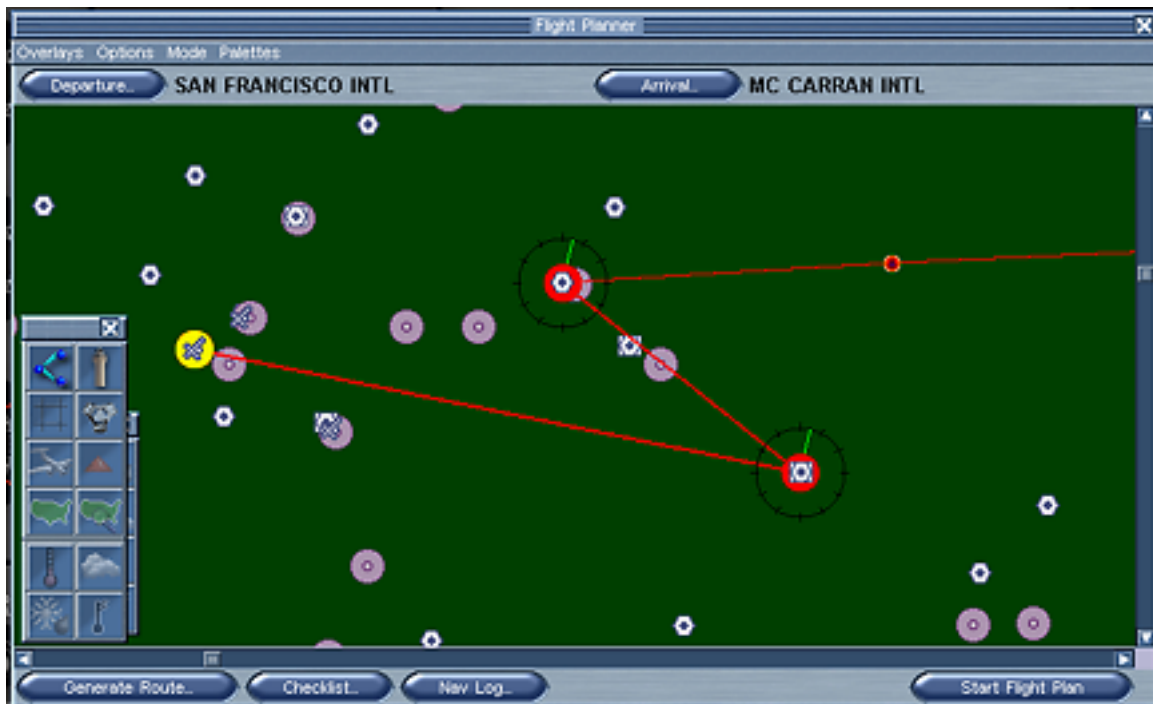 Flight Planner
Overlays Options Mode Palettes
Departure... SAN FRANCISCO INTL Arrival... MC CARRAN INTL
Generate Route... Checklist... Nav Log... Start Flight Plan